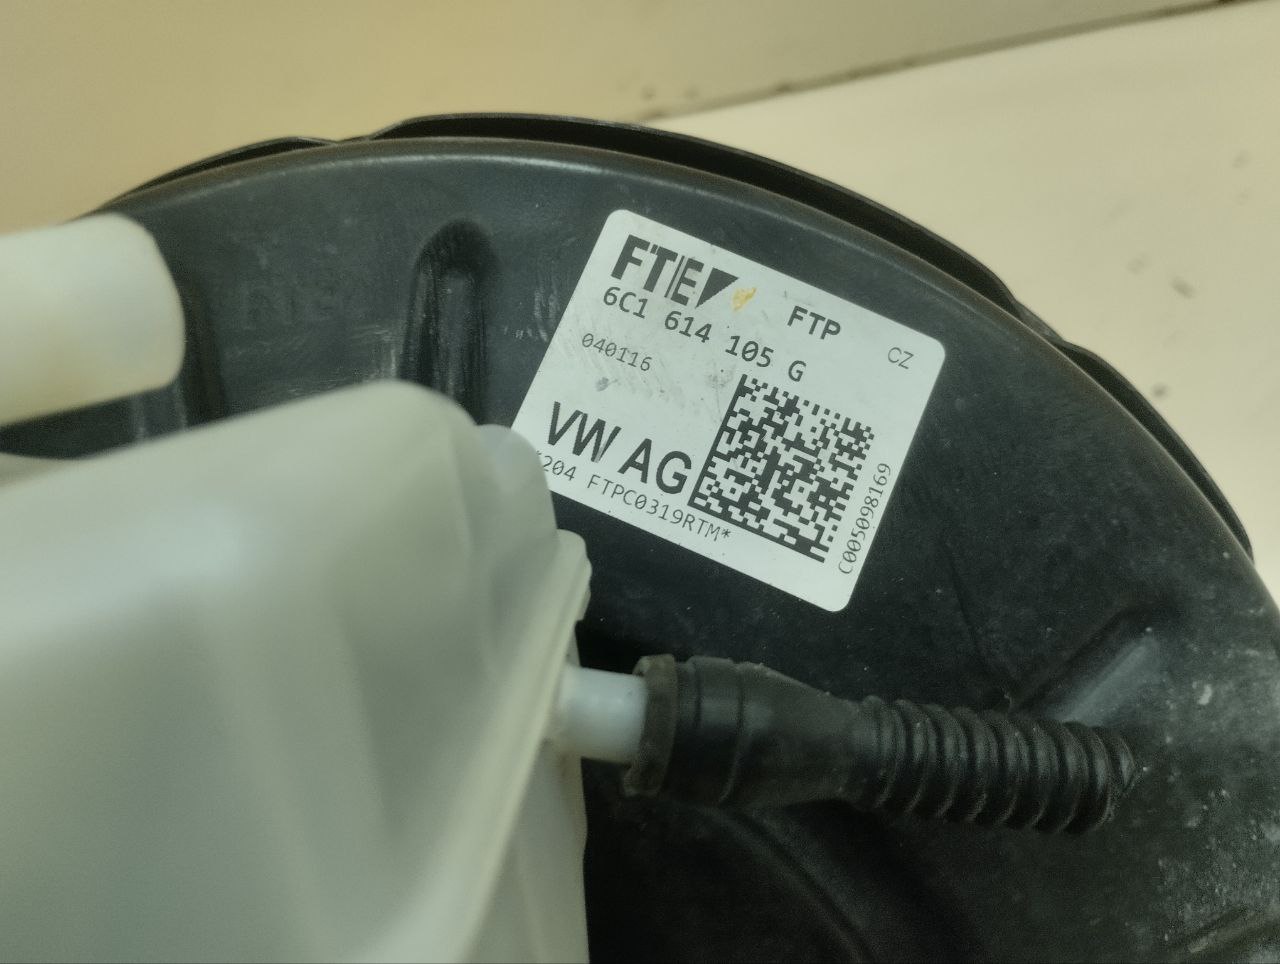 FTE
FTP
CZ
6C1 614 105 G
040116
VW AG
*204 FTPC0319RTM*
C005098169